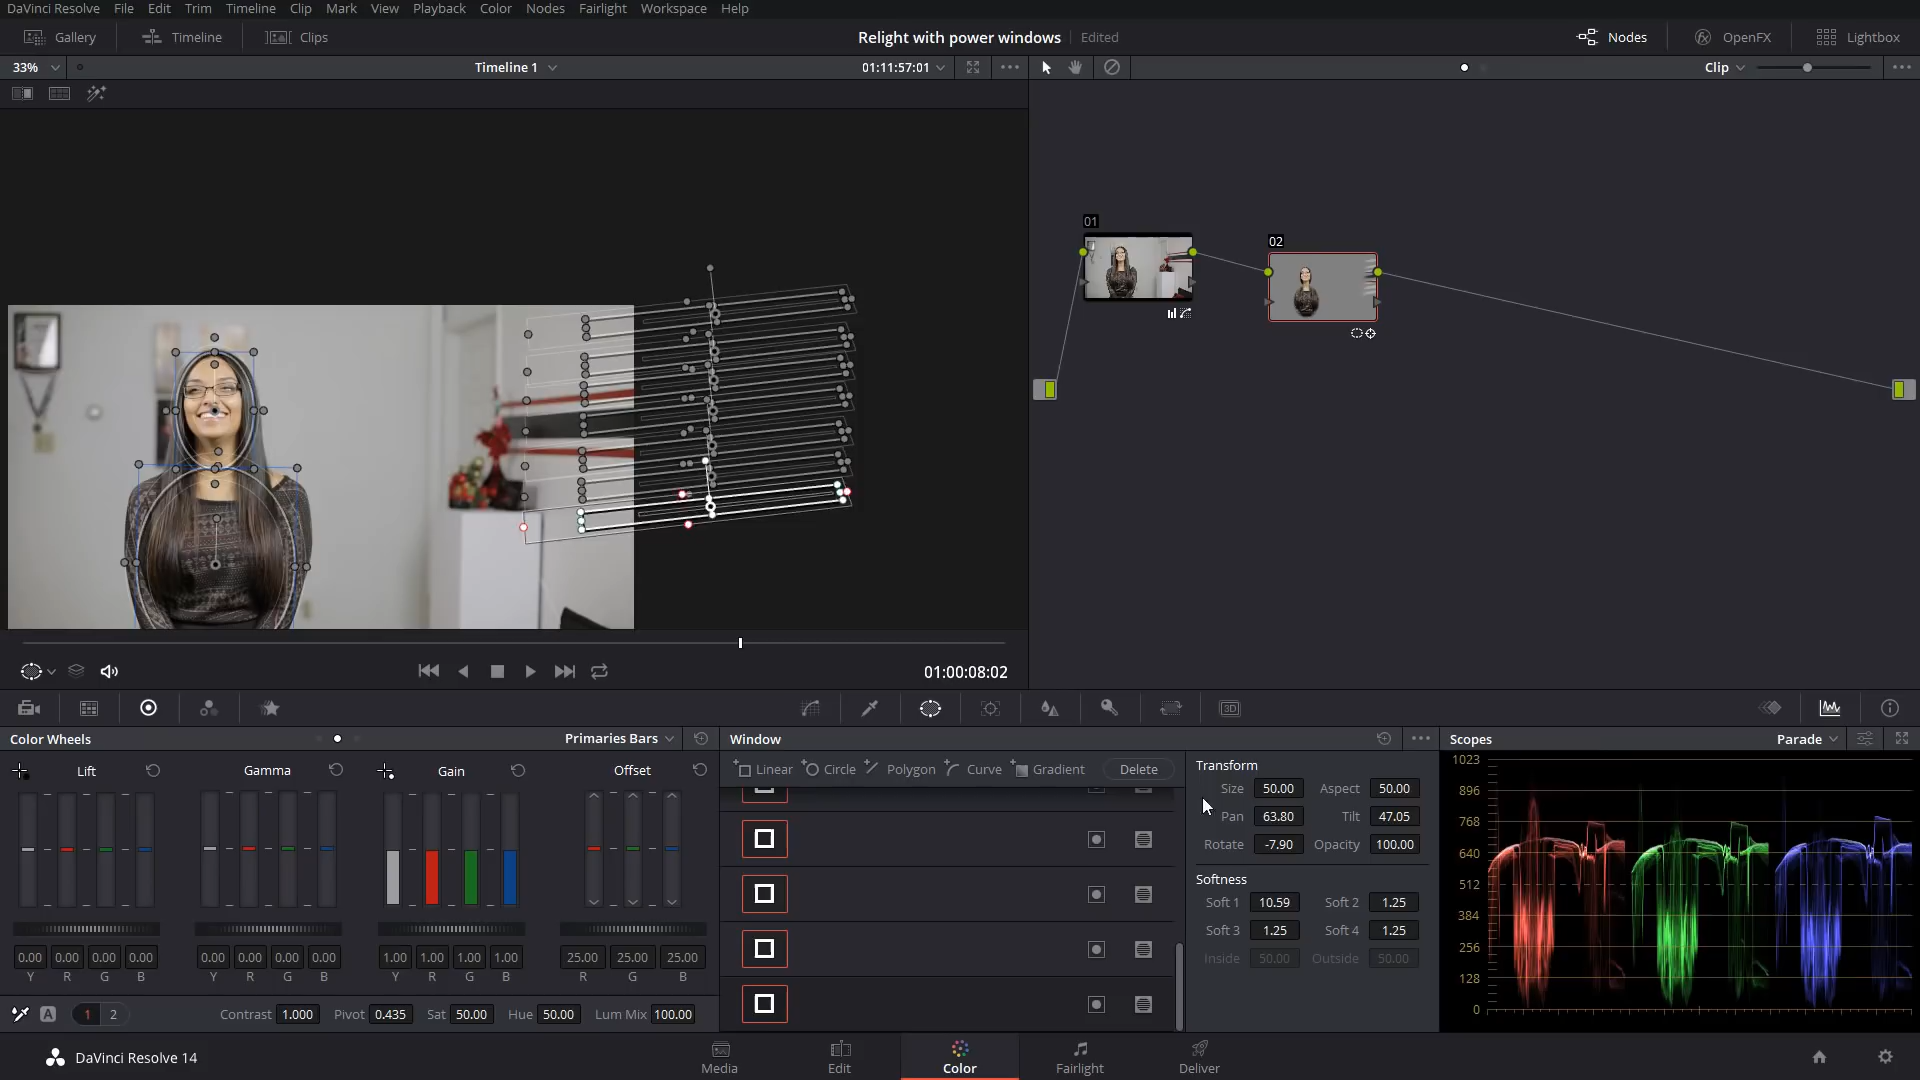 DaVinci Resolve File Edit Trim Timeline Clip Mark View Playback Color Nodes Fairlight Workspace Help
Gallery Timeline Clips Relight with power windows Edited Nodes OpenFX Lightbox
33% Timeline 1 01:11:57:01 Clip
01
02
01:00:08:02
3D
Color Wheels Primaries Bars Window Scopes Parade
Lift Gamma Gain Offset
Linear Circle Polygon Curve Gradient Delete
Transform
Size 50.00 Aspect 50.00
Pan 63.80 Tilt 47.05
Rotate -7.90 Opacity 100.00
Softness
Soft 1 10.59 Soft 2 1.25
Soft 3 1.25 Soft 4 1.25
Inside 50.00 Outside 50.00
1023
896
768
640
512
384
256
128
0
0.00 0.00 0.00 0.00 0.00 0.00 0.00 0.00 1.00 1.00 1.00 1.00 25.00 25.00 25.00
Y R G B Y R G B Y R G B R G B
A 1 2 Contrast 1.000 Pivot 0.435 Sat 50.00 Hue 50.00 Lum Mix 100.00
DaVinci Resolve 14 Media Edit Color Fairlight Deliver